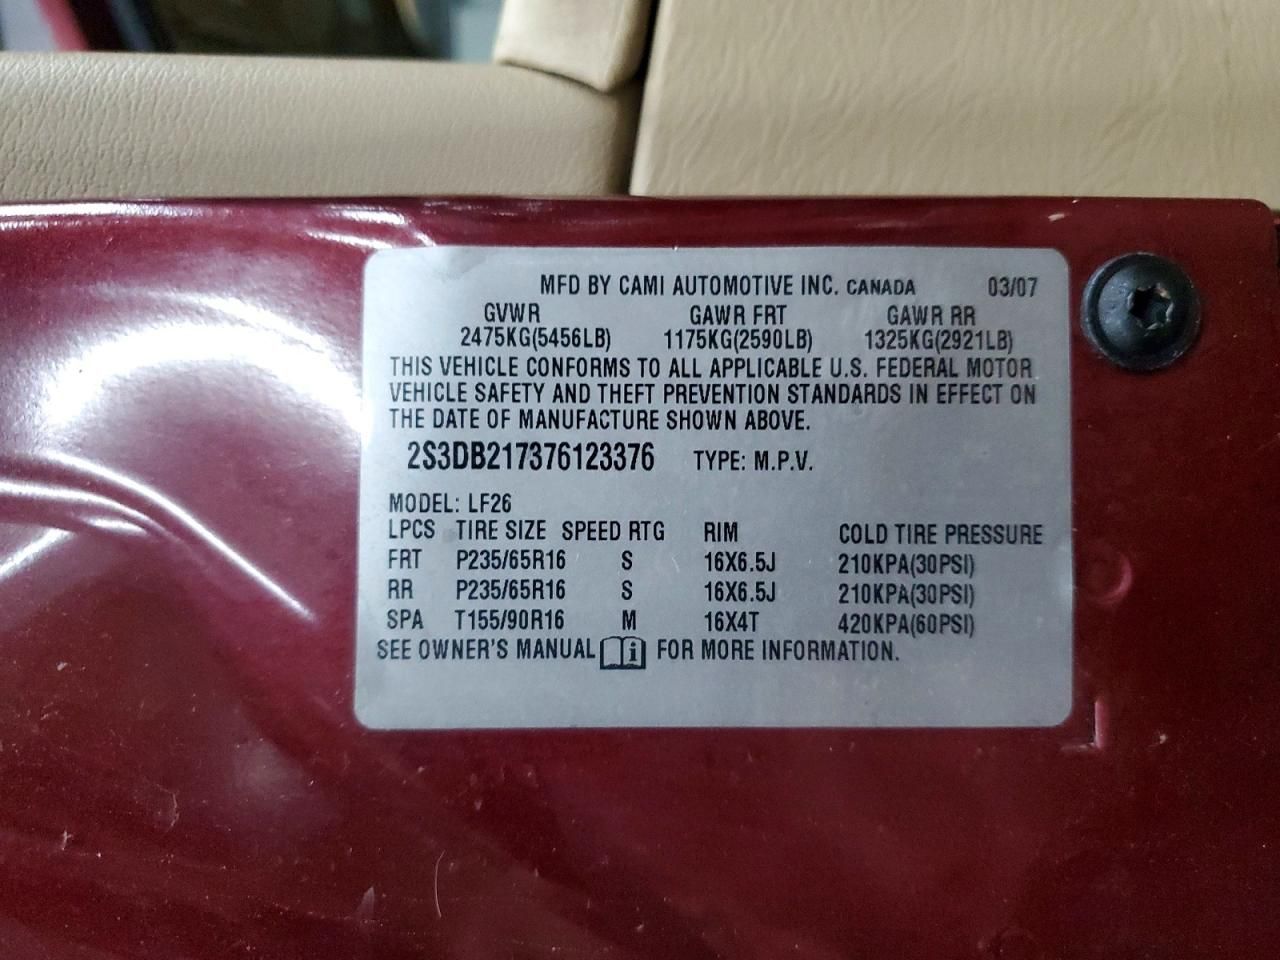 MFD BY CAMI AUTOMOTIVE INC. CANADA 03/07
GVWR GAWR FRT GAWR RR
2475KG(5456LB) 1175KG(2590LB) 1325KG(2921LB)
THIS VEHICLE CONFORMS TO ALL APPLICABLE U.S. FEDERAL MOTOR
VEHICLE SAFETY AND THEFT PREVENTION STANDARDS IN EFFECT ON
THE DATE OF MANUFACTURE SHOWN ABOVE.
2S3DB217376123376 TYPE: M.P.V.
MODEL: LF26
LPCS TIRE SIZE SPEED RTG RIM COLD TIRE PRESSURE
FRT P235/65R16 S 16X6.5J 210KPA(30PSI)
RR P235/65R16 S 16X6.5J 210KPA(30PSI)
SPA T155/90R16 M 16X4T 420KPA(60PSI)
SEE OWNER'S MANUAL i FOR MORE INFORMATION.